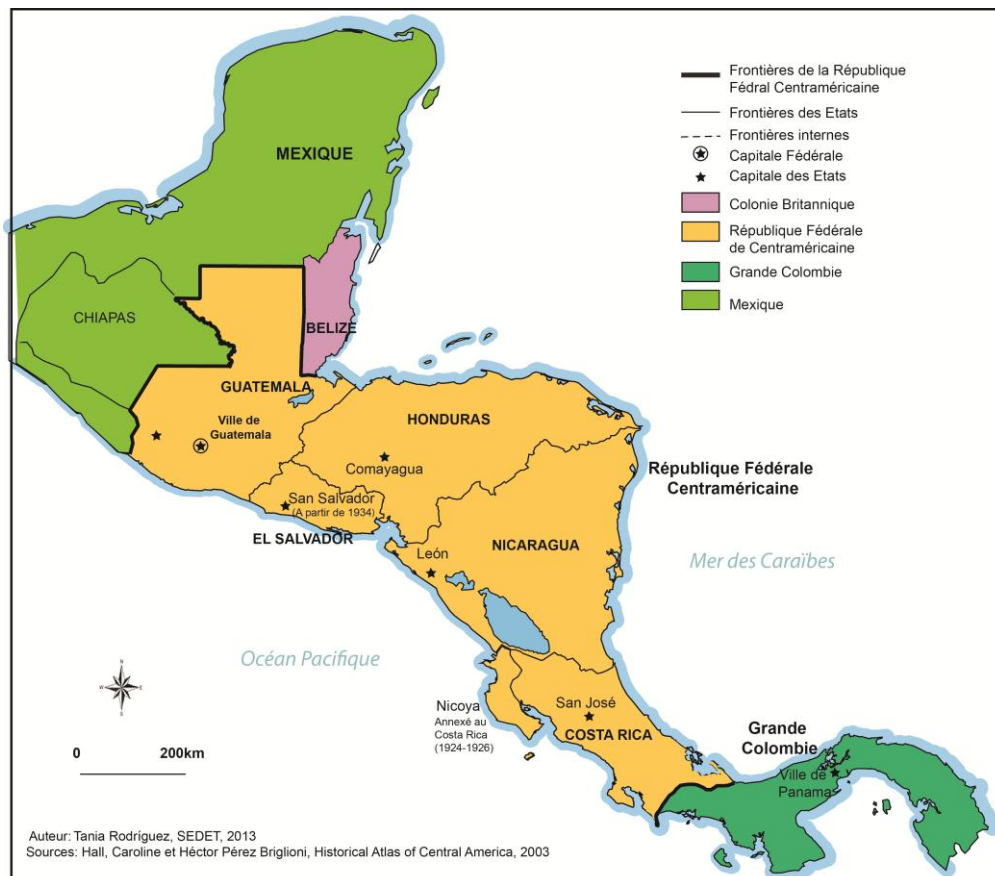 Frontières de la République
Fédral Centraméricaine
Frontières des Etats
Frontières internes
Capitale Fédérale
Capitale des Etats
Colonie Britannique
République Fédérale
de Centraméricaine
Grande Colombie
Mexique
MEXIQUE
CHIAPAS
BELIZE
GUATEMALA
Ville de
Guatemala
HONDURAS
Comayagua
République Fédérale
Centraméricaine
San Salvador
(A partir de 1934)
EL SALVADOR
NICARAGUA
León
Mer des Caraïbes
Océan Pacifique
N
W
E
S
Nicoya
Annexé au
Costa Rica
(1924-1926)
San José
COSTA RICA
Grande
Colombie
Ville de
Panama
0 200km
Auteur: Tania Rodríguez, SEDET, 2013
Sources: Hall, Caroline et Héctor Pérez Briglioni, Historical Atlas of Central America, 2003